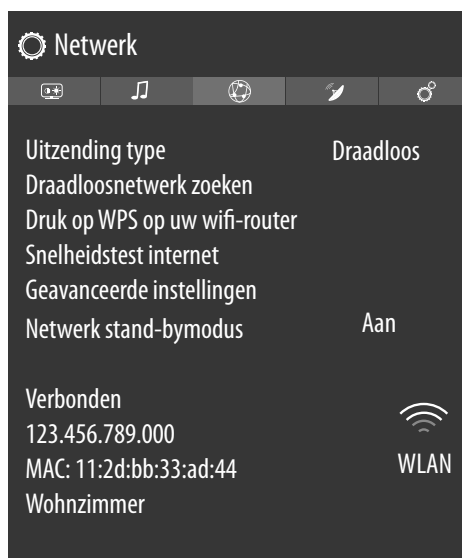 Netwerk
Uitzending type Draadloos
Draadloosnetwerk zoeken
Druk op WPS op uw wifi-router
Snelheidstest internet
Geavanceerde instellingen
Netwerk stand-bymodus Aan
Verbonden
123.456.789.000
MAC: 11:2d:bb:33:ad:44
WLAN
Wohnzimmer